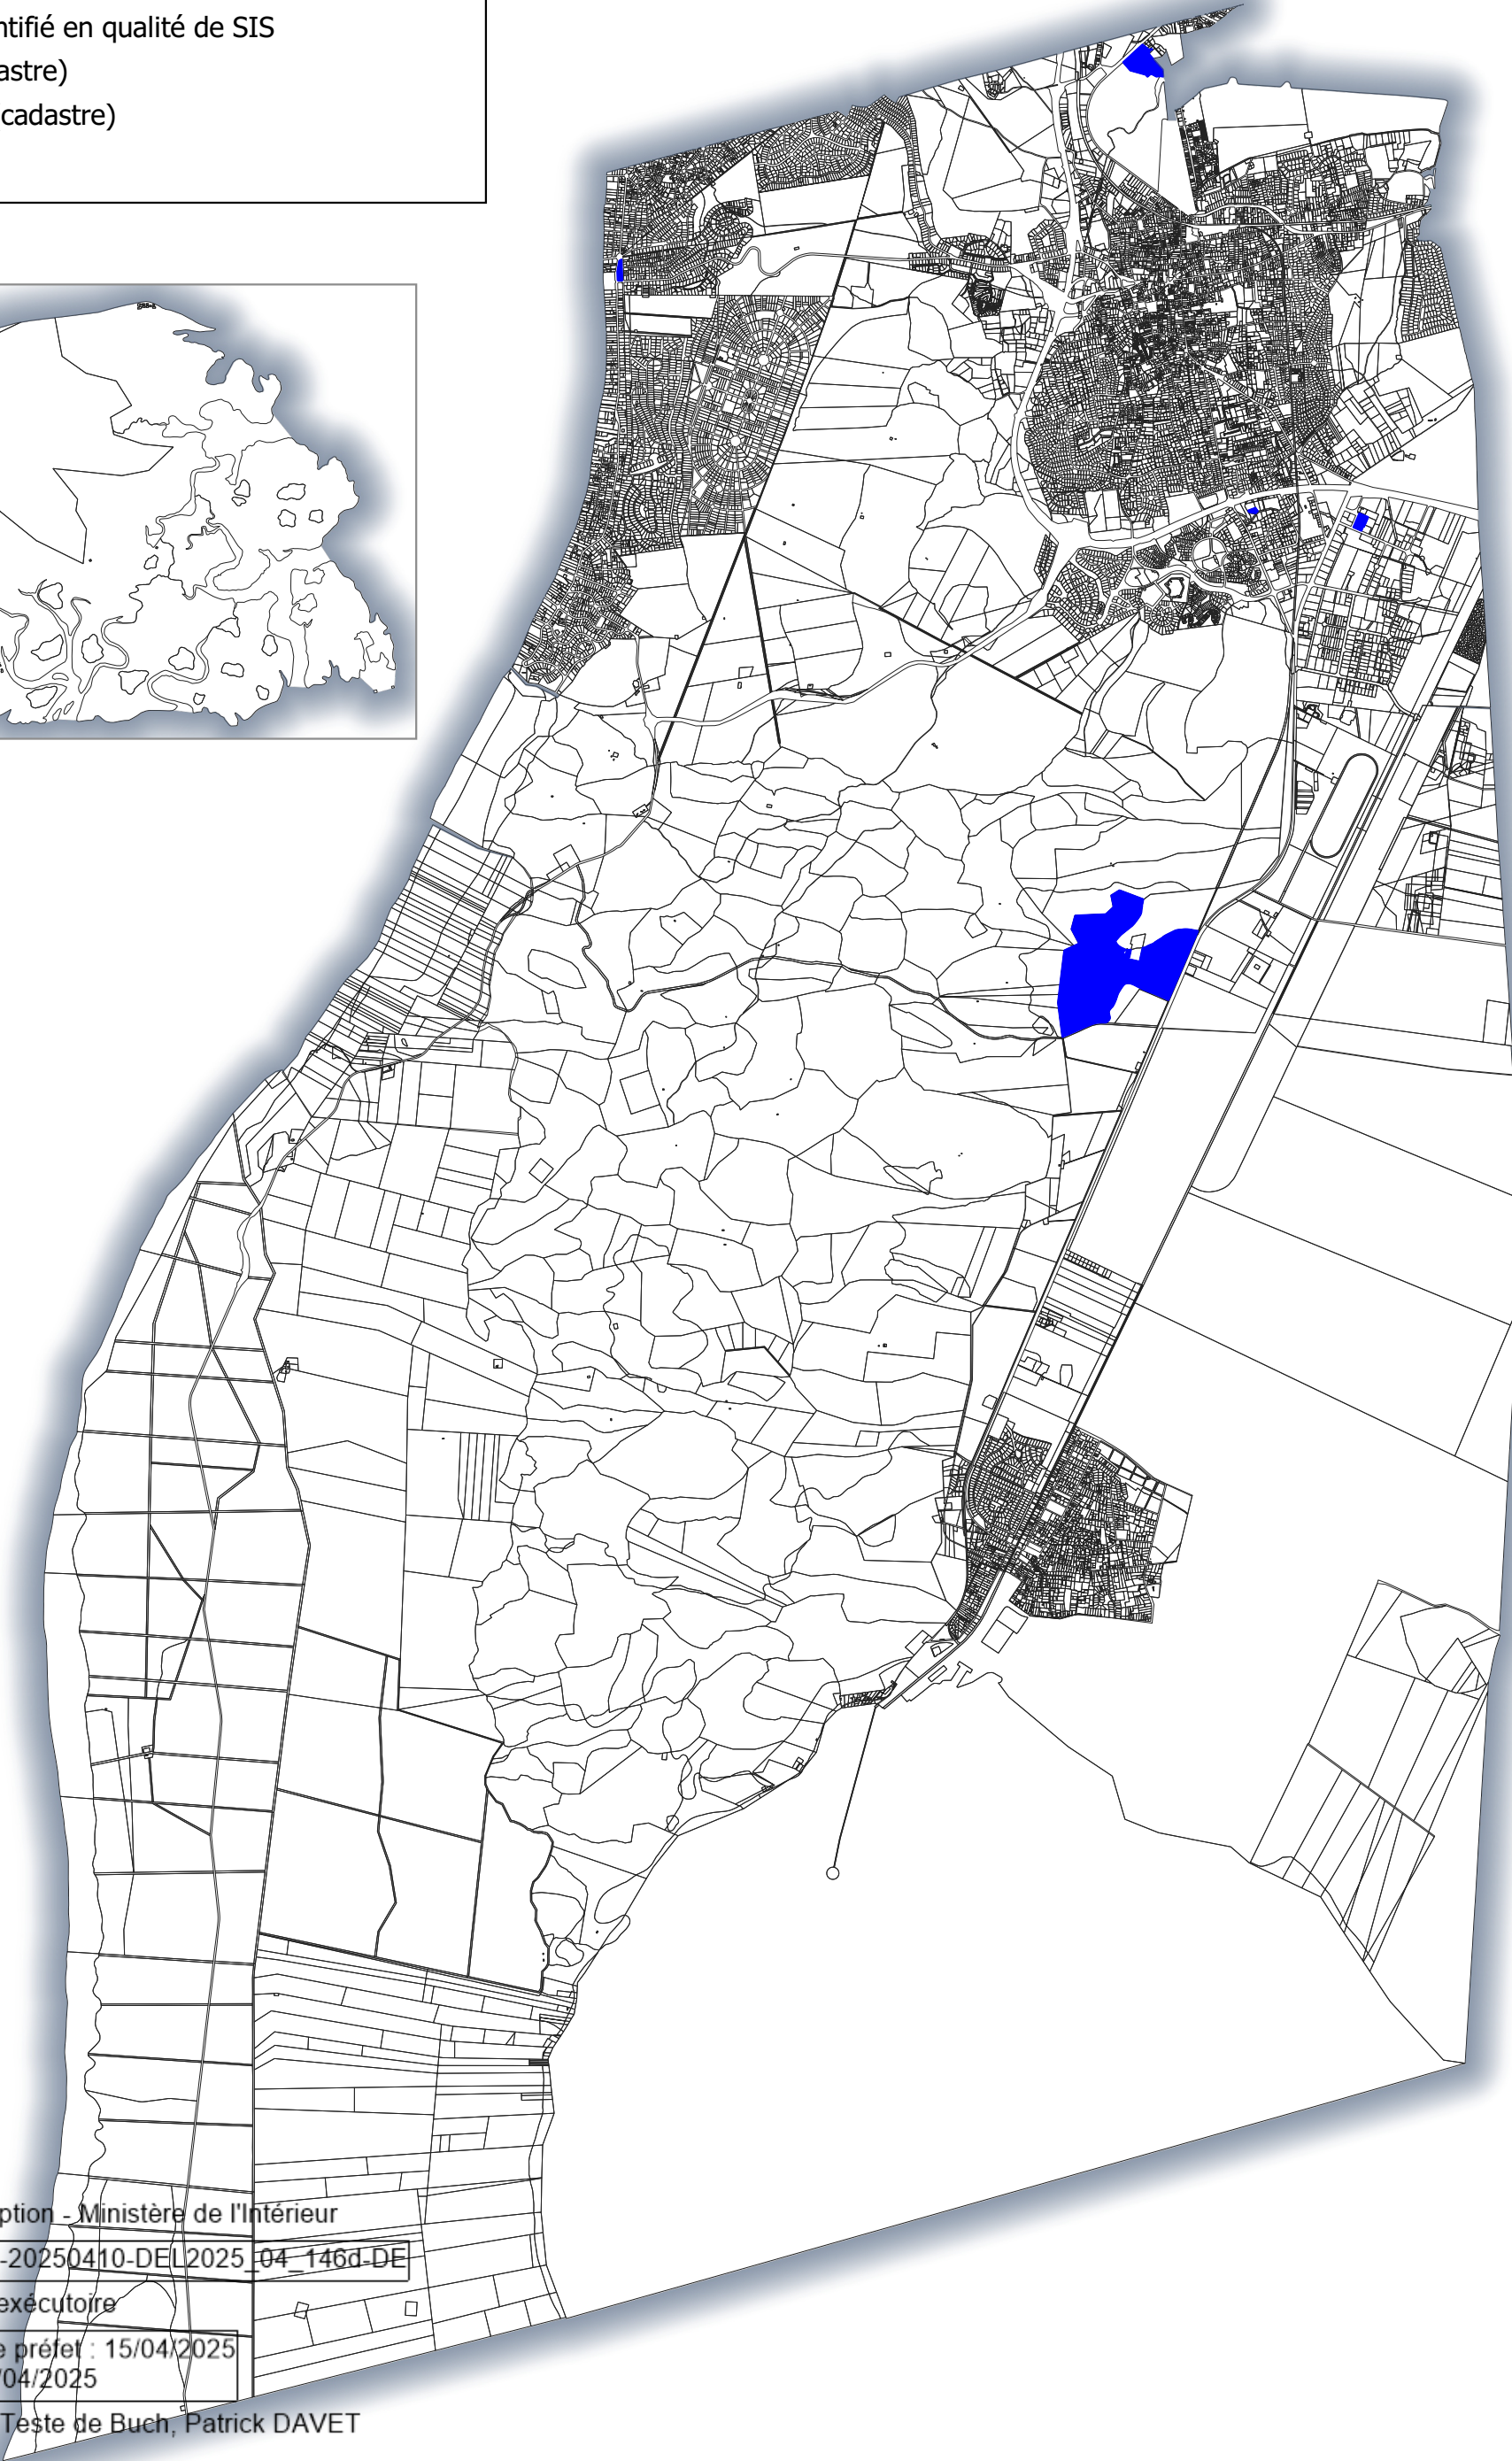 ntifié en qualité de SIS
astre)
cadastre)
ption - Ministère de l'Intérieur
-20250410-DEL2025_04_146d-DE
exécutoire
e préfet : 15/04/2025
/04/2025
Teste de Buch, Patrick DAVET